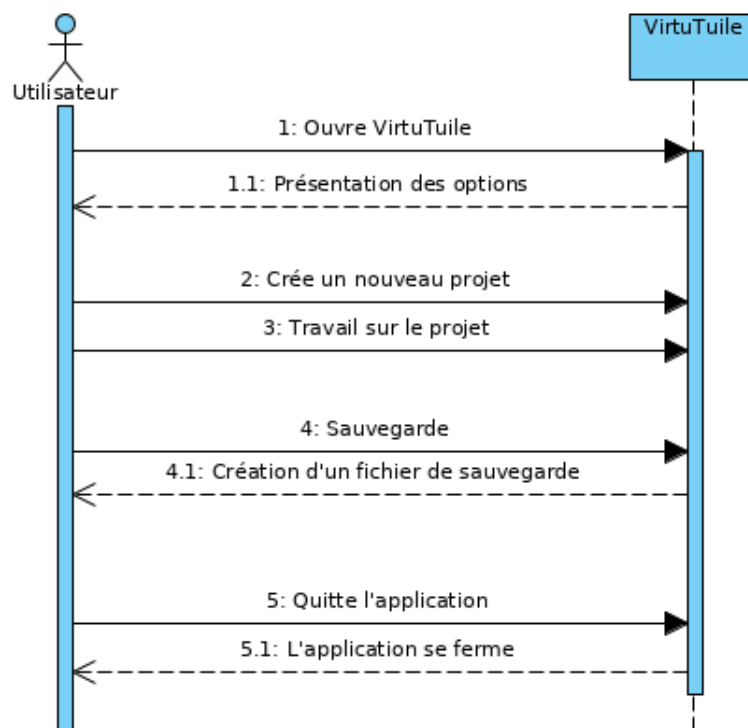 VirtuTuile
Utilisateur
1: Ouvre VirtuTuile
1.1: Présentation des options
2: Crée un nouveau projet
3: Travail sur le projet
4: Sauvegarde
4.1: Création d'un fichier de sauvegarde
5: Quitte l'application
5.1: L'application se ferme